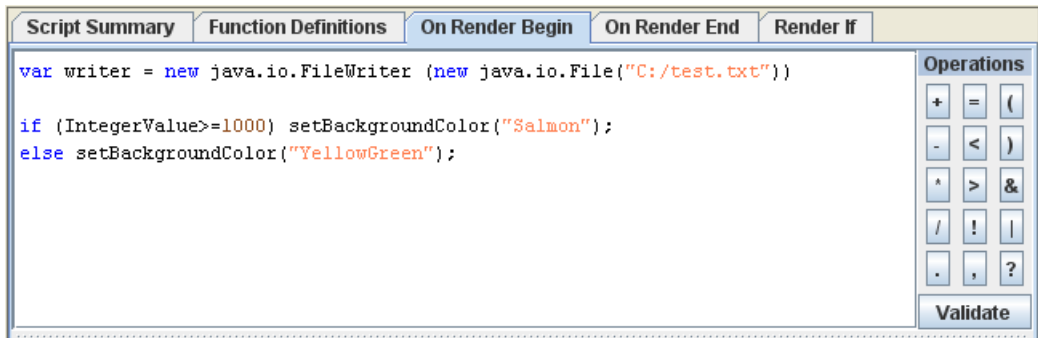 Script Summary Function Definitions On Render Begin On Render End Render If
var writer = new java.io.FileWriter (new java.io.File("C:/test.txt"))
if (IntegerValue>=1000) setBackgroundColor("Salmon");
else setBackgroundColor("YellowGreen");
Operations
+ = (
- < )
* > &
/ ! |
. , ?
Validate